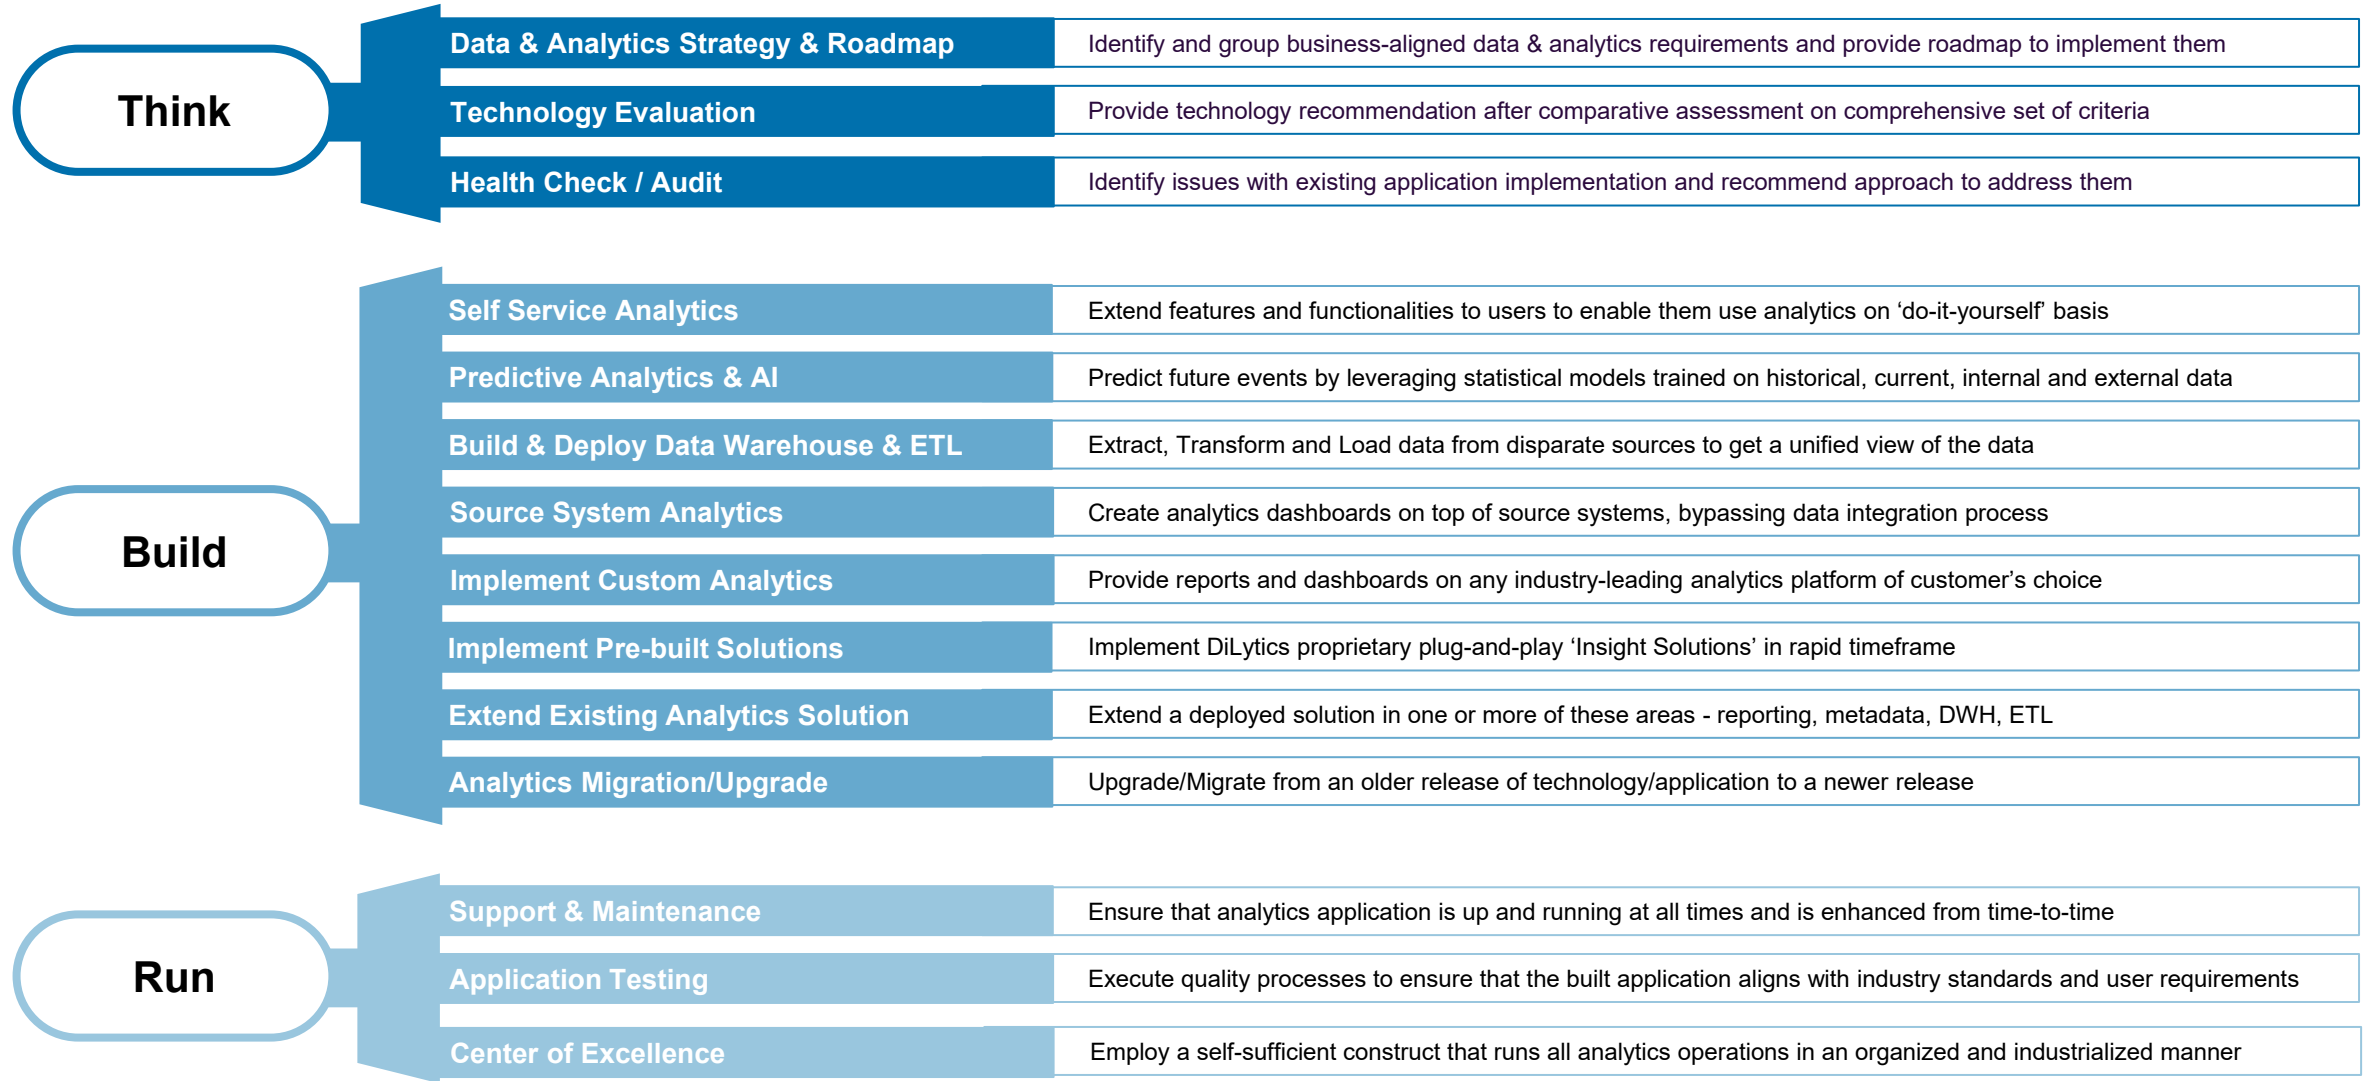 Think
Data & Analytics Strategy & Roadmap
Identify and group business-aligned data & analytics requirements and provide roadmap to implement them
Technology Evaluation
Provide technology recommendation after comparative assessment on comprehensive set of criteria
Health Check / Audit
Identify issues with existing application implementation and recommend approach to address them
Build
Self Service Analytics
Extend features and functionalities to users to enable them use analytics on ‘do-it-yourself’ basis
Predictive Analytics & AI
Predict future events by leveraging statistical models trained on historical, current, internal and external data
Build & Deploy Data Warehouse & ETL
Extract, Transform and Load data from disparate sources to get a unified view of the data
Source System Analytics
Create analytics dashboards on top of source systems, bypassing data integration process
Implement Custom Analytics
Provide reports and dashboards on any industry-leading analytics platform of customer’s choice
Implement Pre-built Solutions
Implement DiLytics proprietary plug-and-play ‘Insight Solutions’ in rapid timeframe
Extend Existing Analytics Solution
Extend a deployed solution in one or more of these areas - reporting, metadata, DWH, ETL
Analytics Migration/Upgrade
Upgrade/Migrate from an older release of technology/application to a newer release
Run
Support & Maintenance
Ensure that analytics application is up and running at all times and is enhanced from time-to-time
Application Testing
Execute quality processes to ensure that the built application aligns with industry standards and user requirements
Center of Excellence
Employ a self-sufficient construct that runs all analytics operations in an organized and industrialized manner